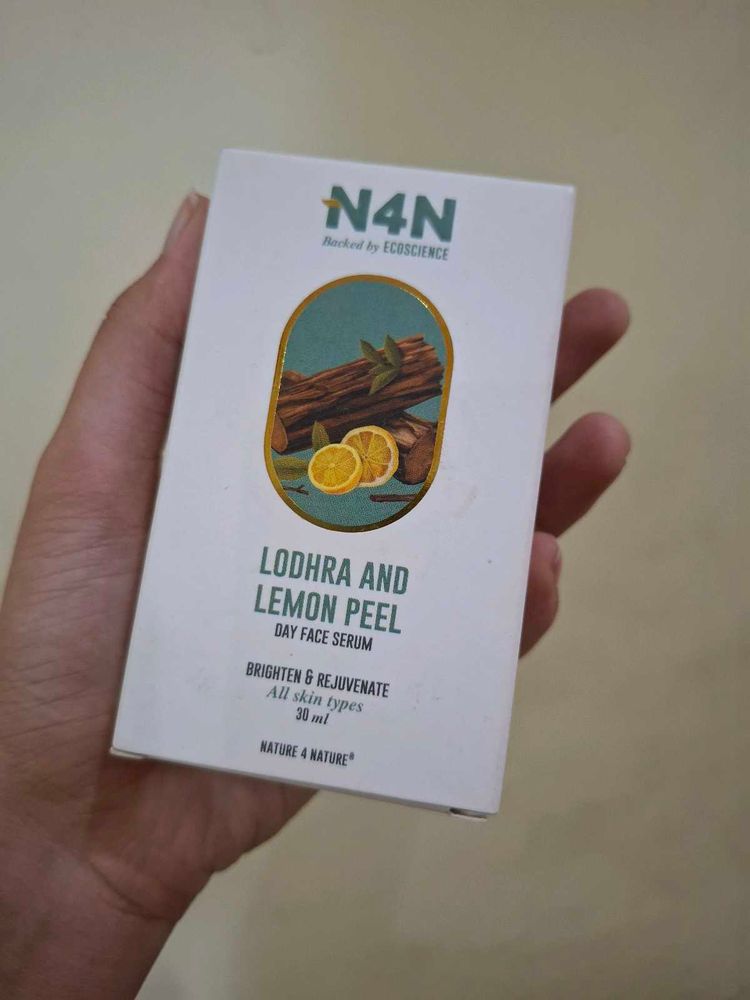 N4N
Backed by ECOSCIENCE
LODHRA AND
LEMON PEEL
DAY FACE SERUM
BRIGHTEN & REJUVENATE
All skin types
30 ml
NATURE 4 NATURE®